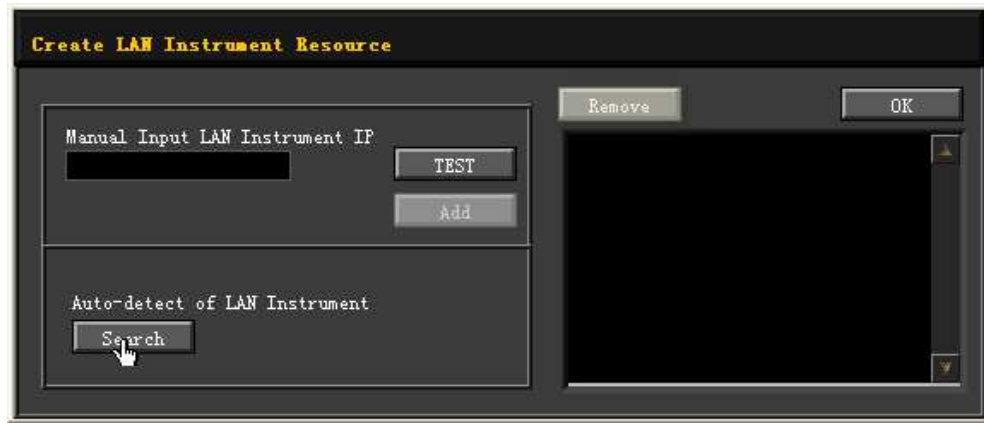 Create LAN Instrument Resource
Remove
OK
Manual Input LAN Instrument IP
TEST
Add
Auto-detect of LAN Instrument
Search